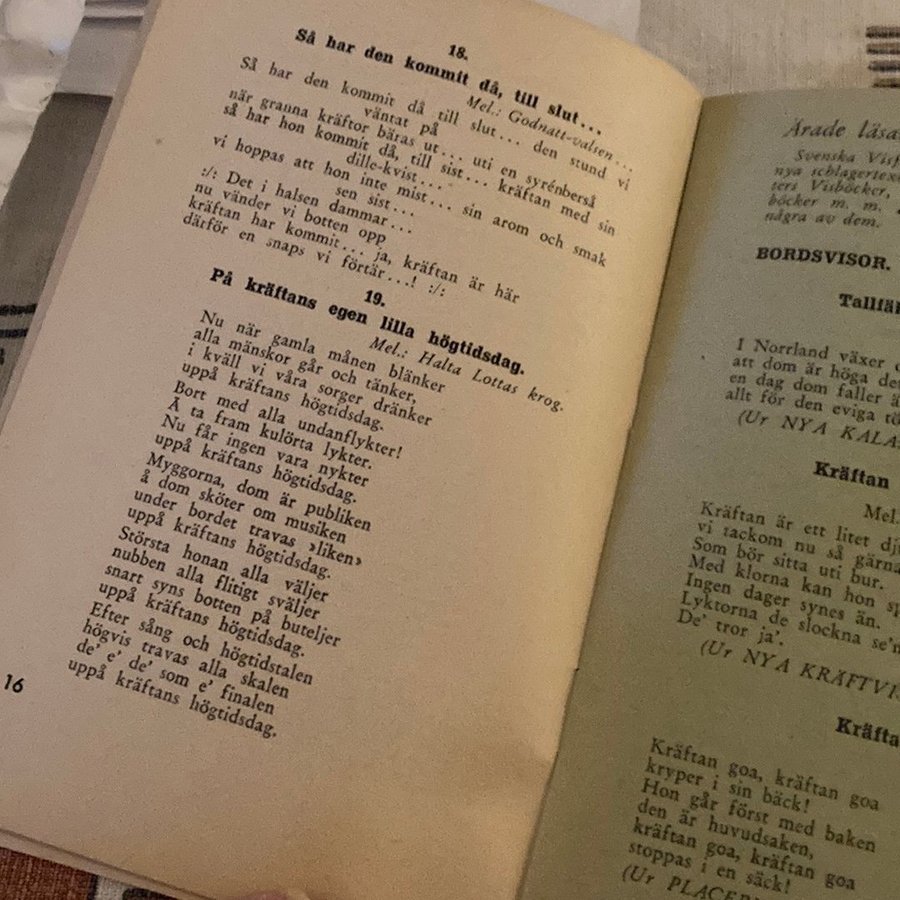 18.
Så har den kommit då, till slut...
Mel.: Godnatt-valsen...
Så har den kommit då till slut... den stund vi
väntat på
när granna kräftor bäras ut... uti en syrénberså
så har hon kommit då, till sist... kräftan med sin
dille-kvist...
vi hoppas att hon inte mist... sin arom och smak
sen sist...
:/: Det i halsen dammar...
nu vänder vi botten opp
kräftan har kommit... ja, kräftan är här
därför en snaps vi förtär...! :/:
19.
På kräftans egen lilla högtidsdag.
Mel.: Halta Lottas krog.
Nu när gamla månen blänker
alla mänskor går och tänker,
i kväll vi våra sorger dränker
uppå kräftans högtidsdag.
Bort med alla undanflykter!
Å ta fram kulörta lykter.
Nu får ingen vara nykter
uppå kräftans högtidsdag.
Myggorna, dom är publiken
å dom sköter om musiken
under bordet travas »liken»
uppå kräftans högtidsdag.
Största honan alla väljer
nubben alla flitigt sväljer
snart syns botten på buteljer
uppå kräftans högtidsdag.
Efter sång och högtidstalen
högvis travas alla skalen
de' e' de' som e' finalen
uppå kräftans högtidsdag.
16
Ärade läsa
Svenska Visf
nya schlagertex
ters Visböcker,
böcker m. m.
några av dem.
BORDSVISOR.
Tallta
I Norrland växer
att dom är höga de
en dag dom faller ä
allt för den eviga tö
(Ur NYA KALA
Kräftan
Mel.
Kräftan är ett litet dj
vi tackom nu så gärna
Som bör sitta uti bur.
Med klorna kan hon sp
Ingen dager synes än.
Lyktorna de slockna se'n
De' tror ja'.
(Ur NYA KRÄFTVIS
Kräfta
Kräftan goa, kräftan goa
kryper i sin bäck!
Hon går först med baken
den är huvudsaken,
kräftan goa, kräftan goa
stoppas i en säck!
(Ur PLACER